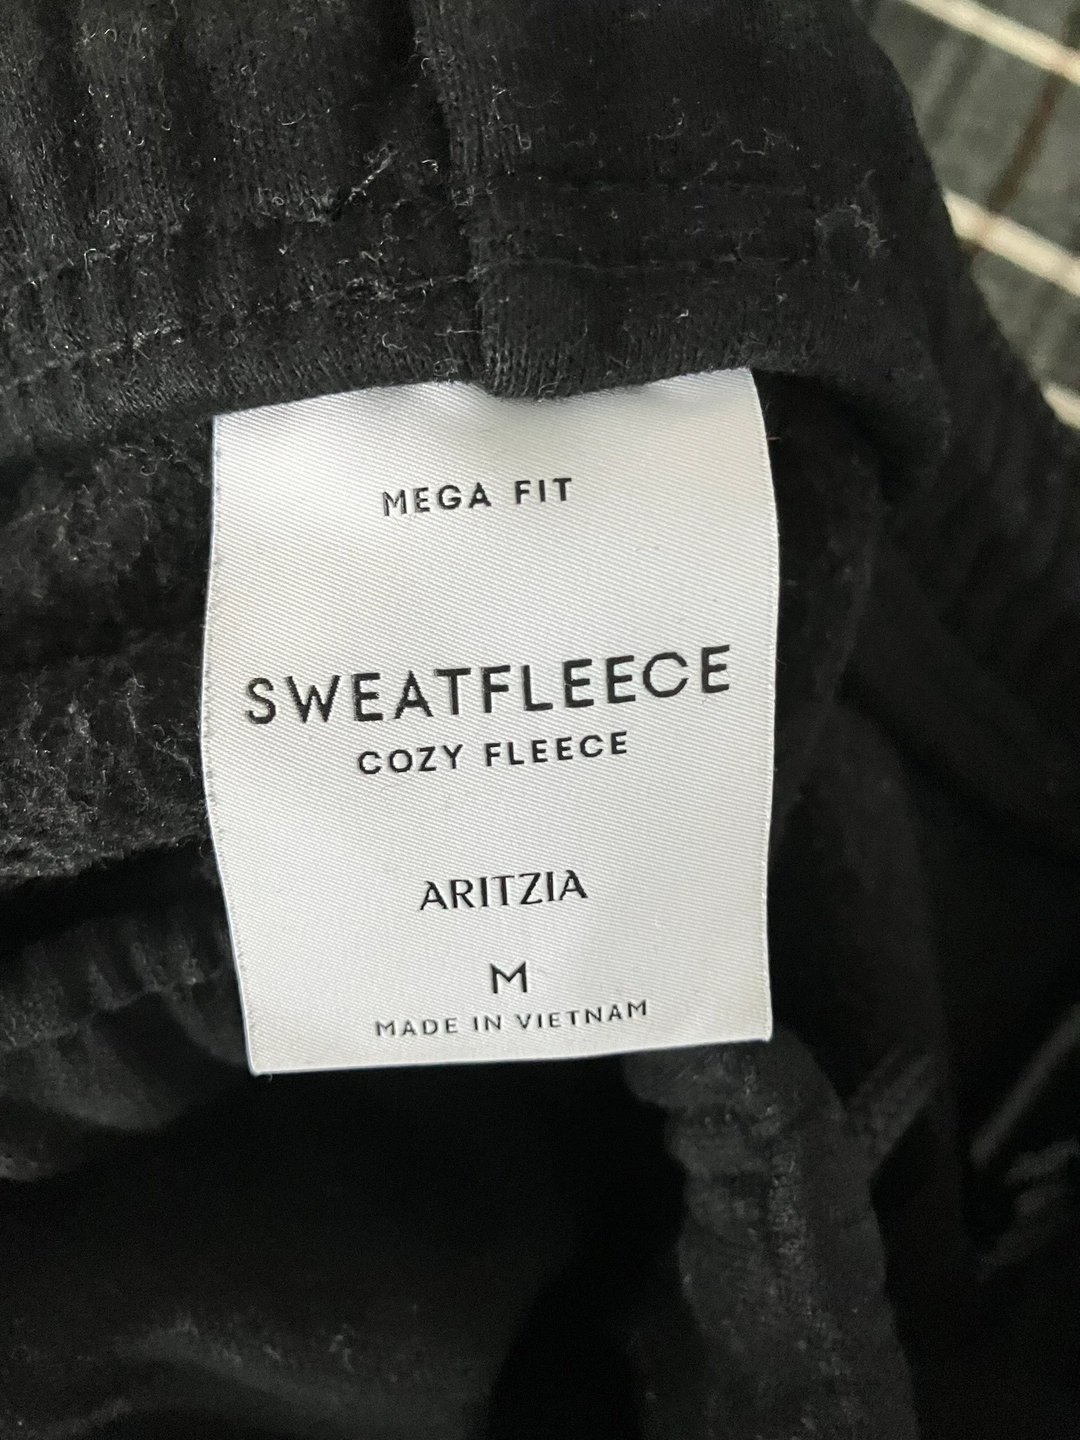 MEGA FIT
SWEATFLEECE
COZY FLEECE
ARITZIA
M
MADE IN VIETNAM